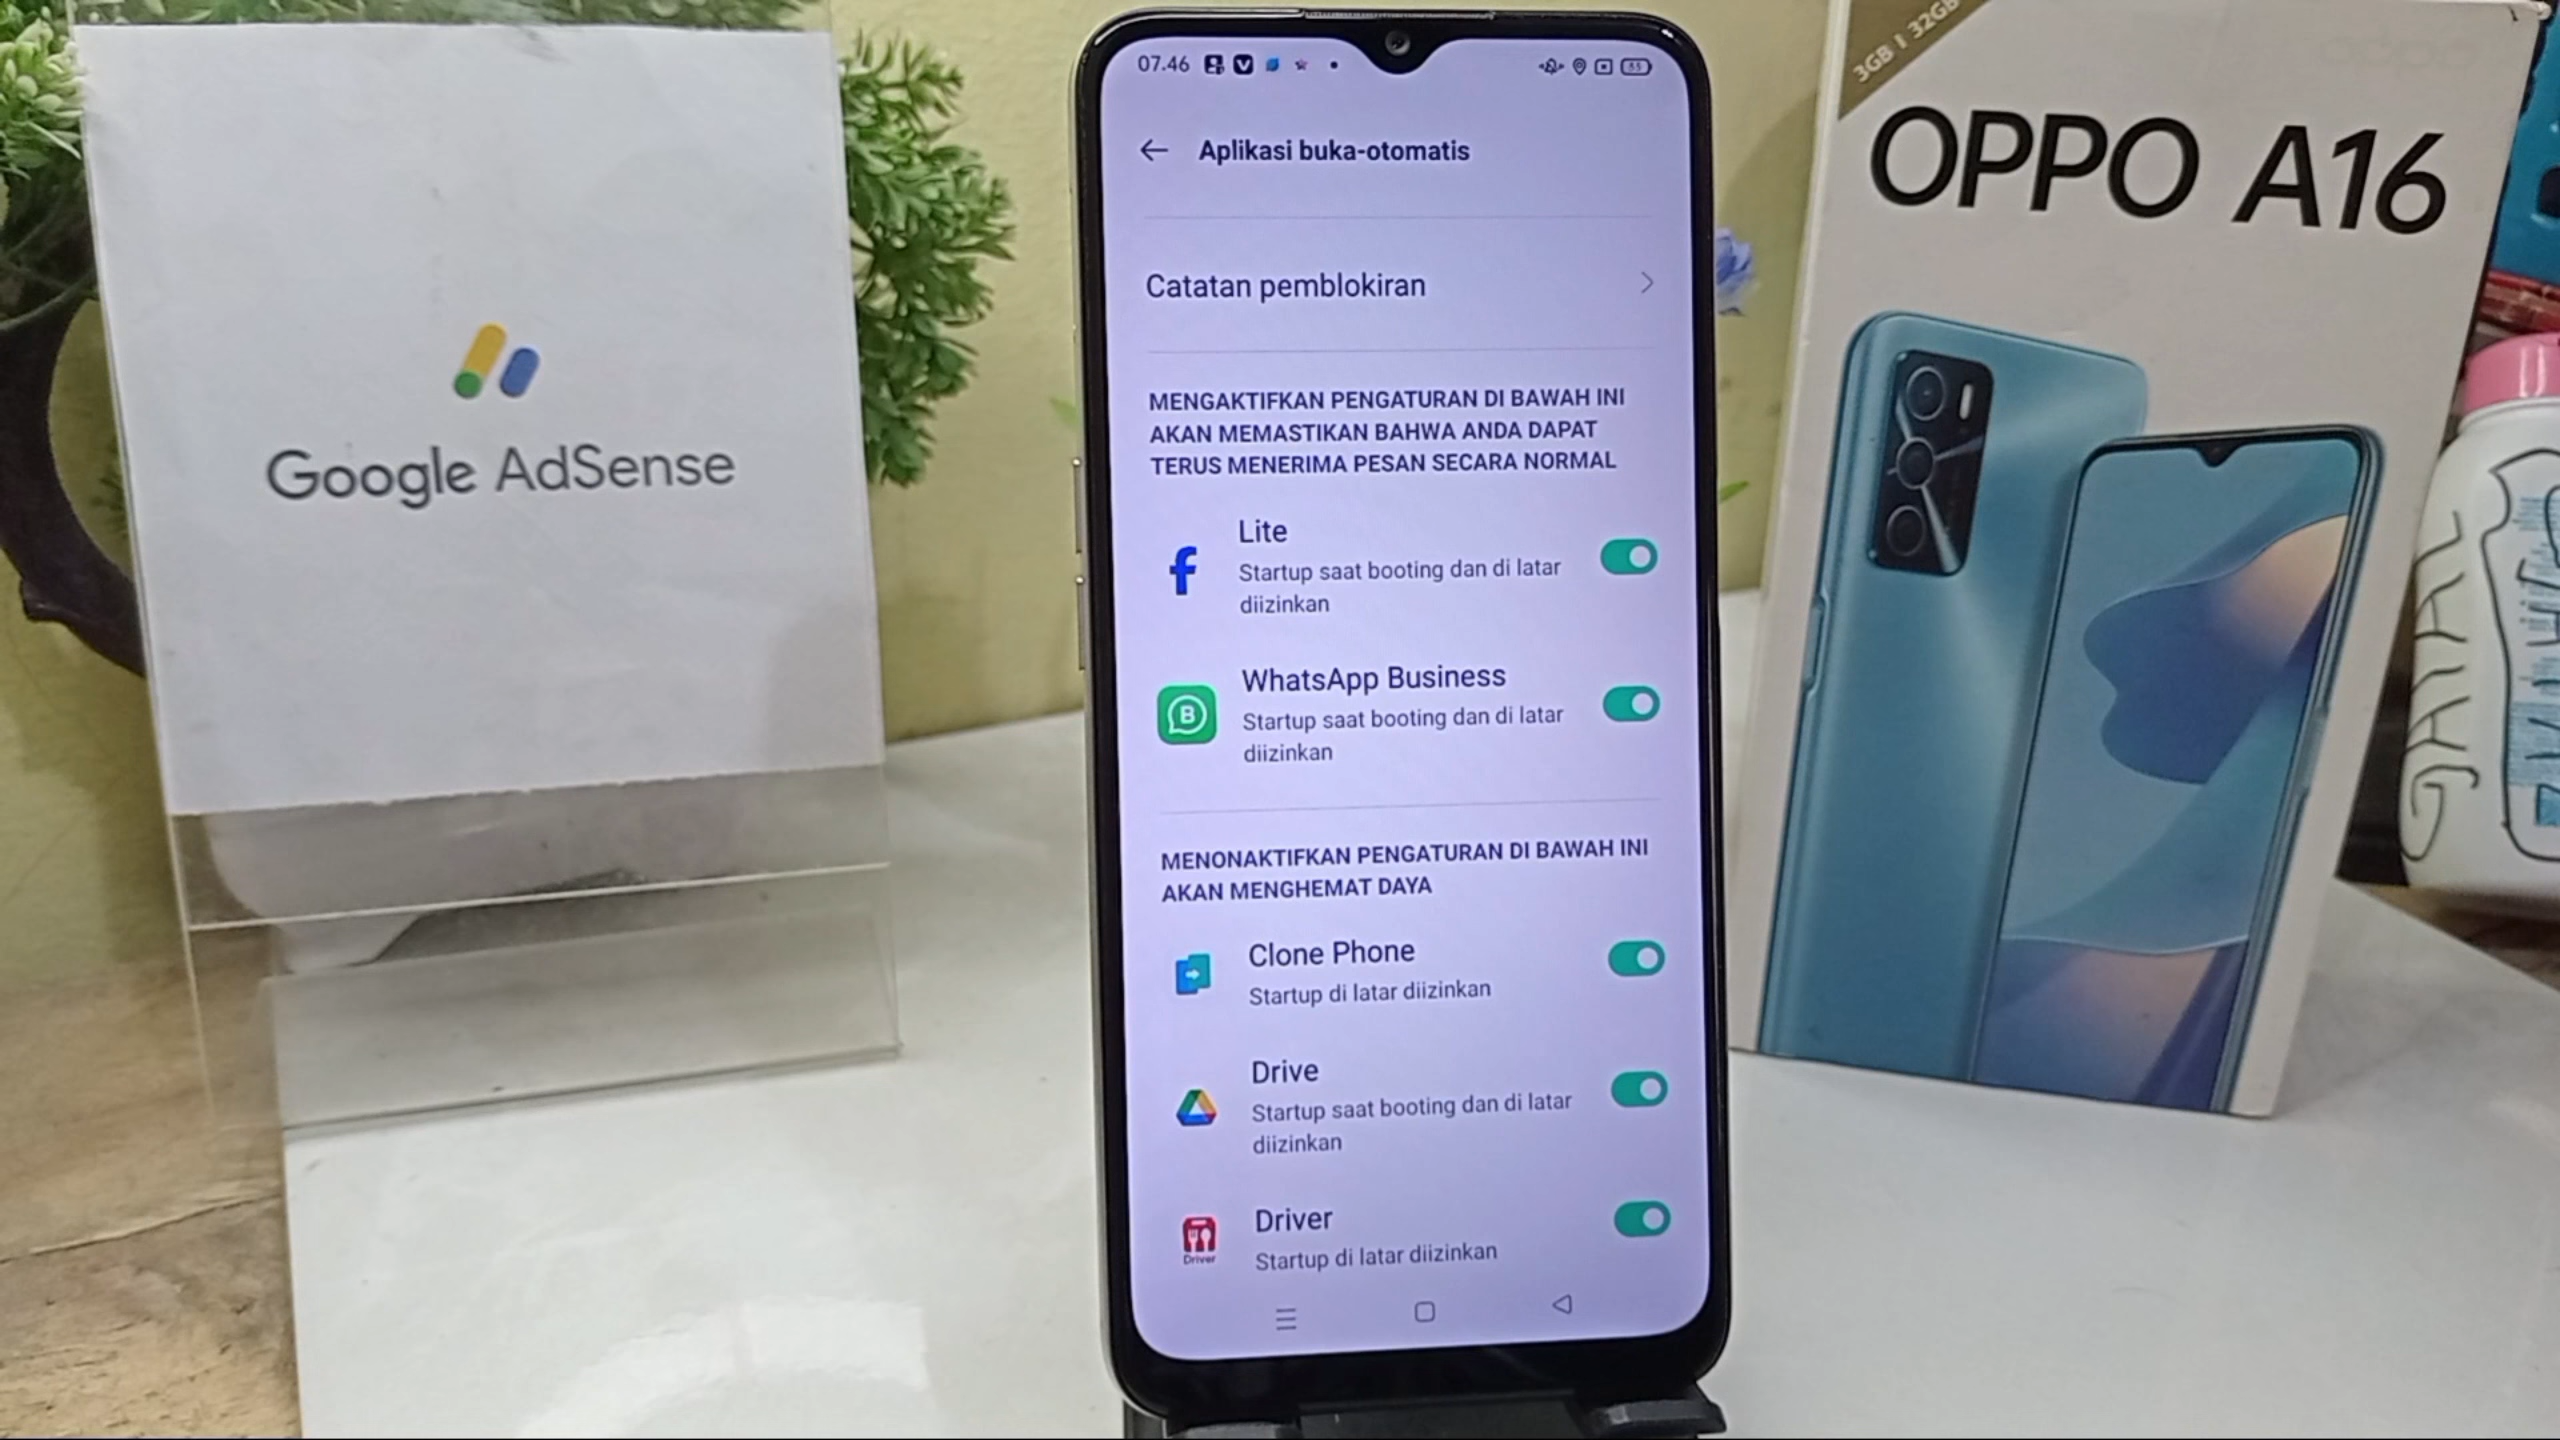 Google AdSense
07.46
55
Aplikasi buka-otomatis
Catatan pemblokiran
MENGAKTIFKAN PENGATURAN DI BAWAH INI
AKAN MEMASTIKAN BAHWA ANDA DAPAT
TERUS MENERIMA PESAN SECARA NORMAL
Lite
Startup saat booting dan di latar
diizinkan
WhatsApp Business
Startup saat booting dan di latar
diizinkan
MENONAKTIFKAN PENGATURAN DI BAWAH INI
AKAN MENGHEMAT DAYA
Clone Phone
Startup di latar diizinkan
Drive
Startup saat booting dan di latar
diizinkan
Driver
Driver
Startup di latar diizinkan
3GB | 32GB
OPPO A16